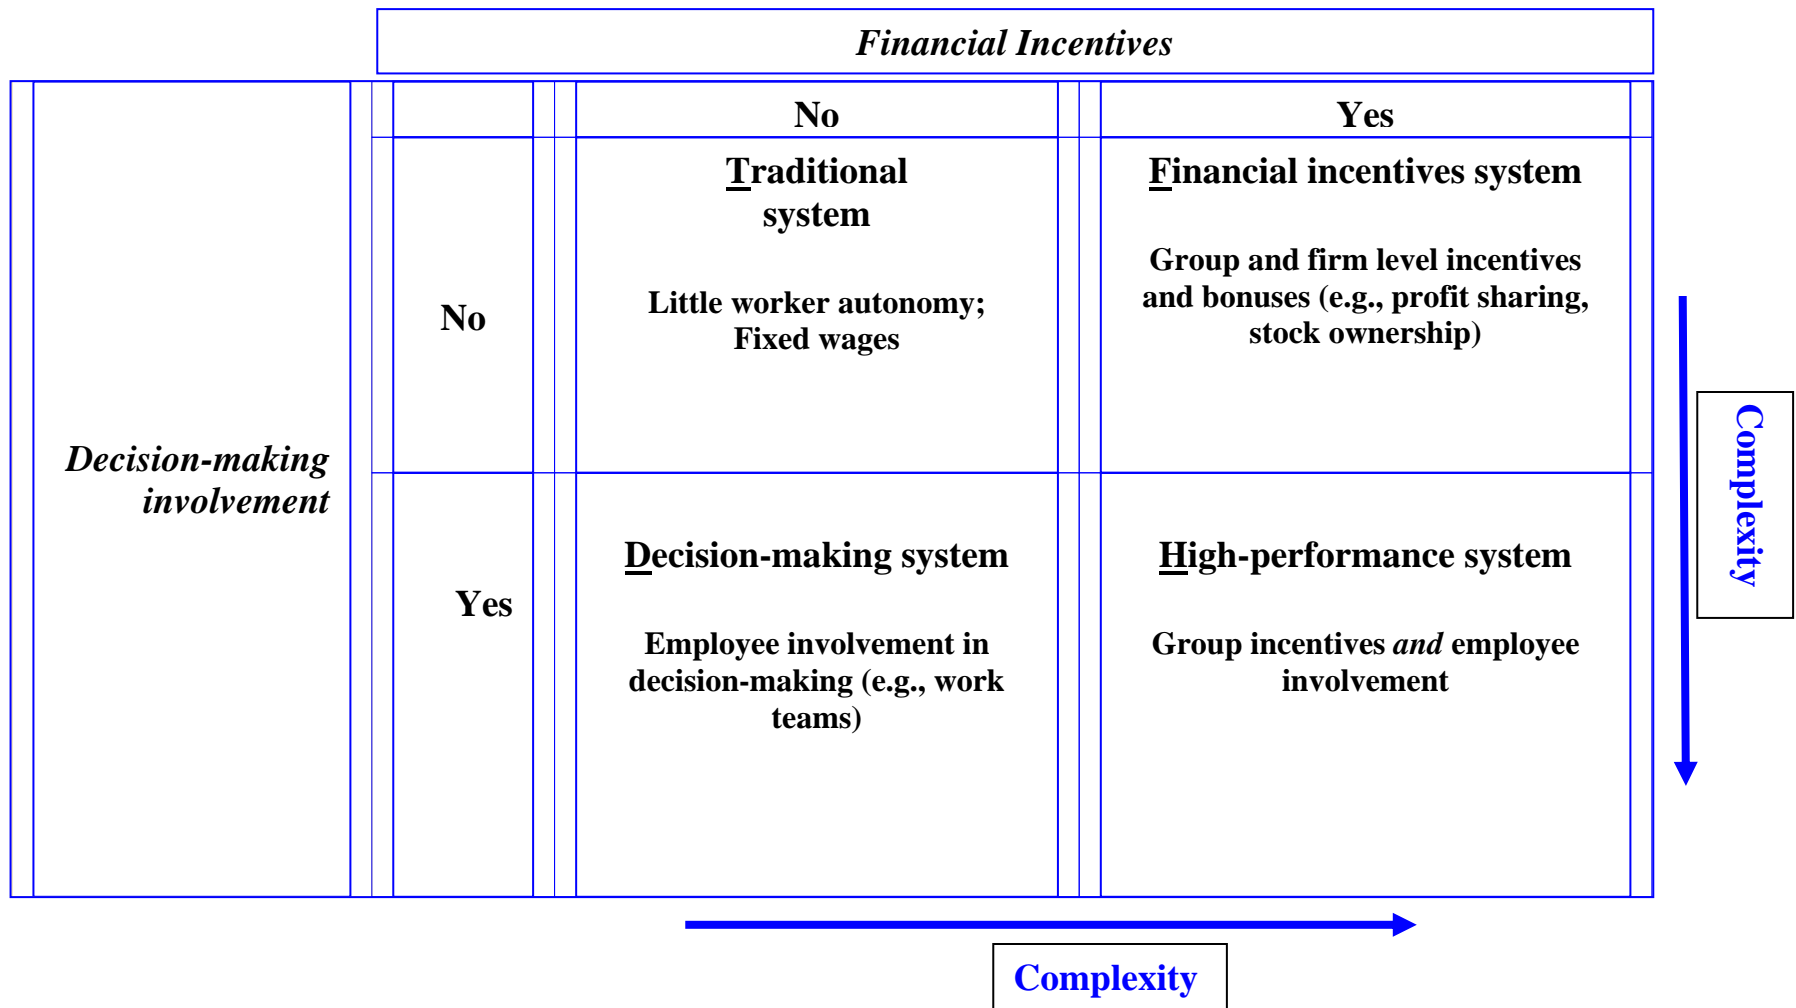 Financial Incentives
No
Yes
Decision-making
involvement
No
Traditional
system
Little worker autonomy;
Fixed wages
Financial incentives system
Group and firm level incentives
and bonuses (e.g., profit sharing,
stock ownership)
Yes
Decision-making system
Employee involvement in
decision-making (e.g., work
teams)
High-performance system
Group incentives and employee
involvement
Complexity
Complexity